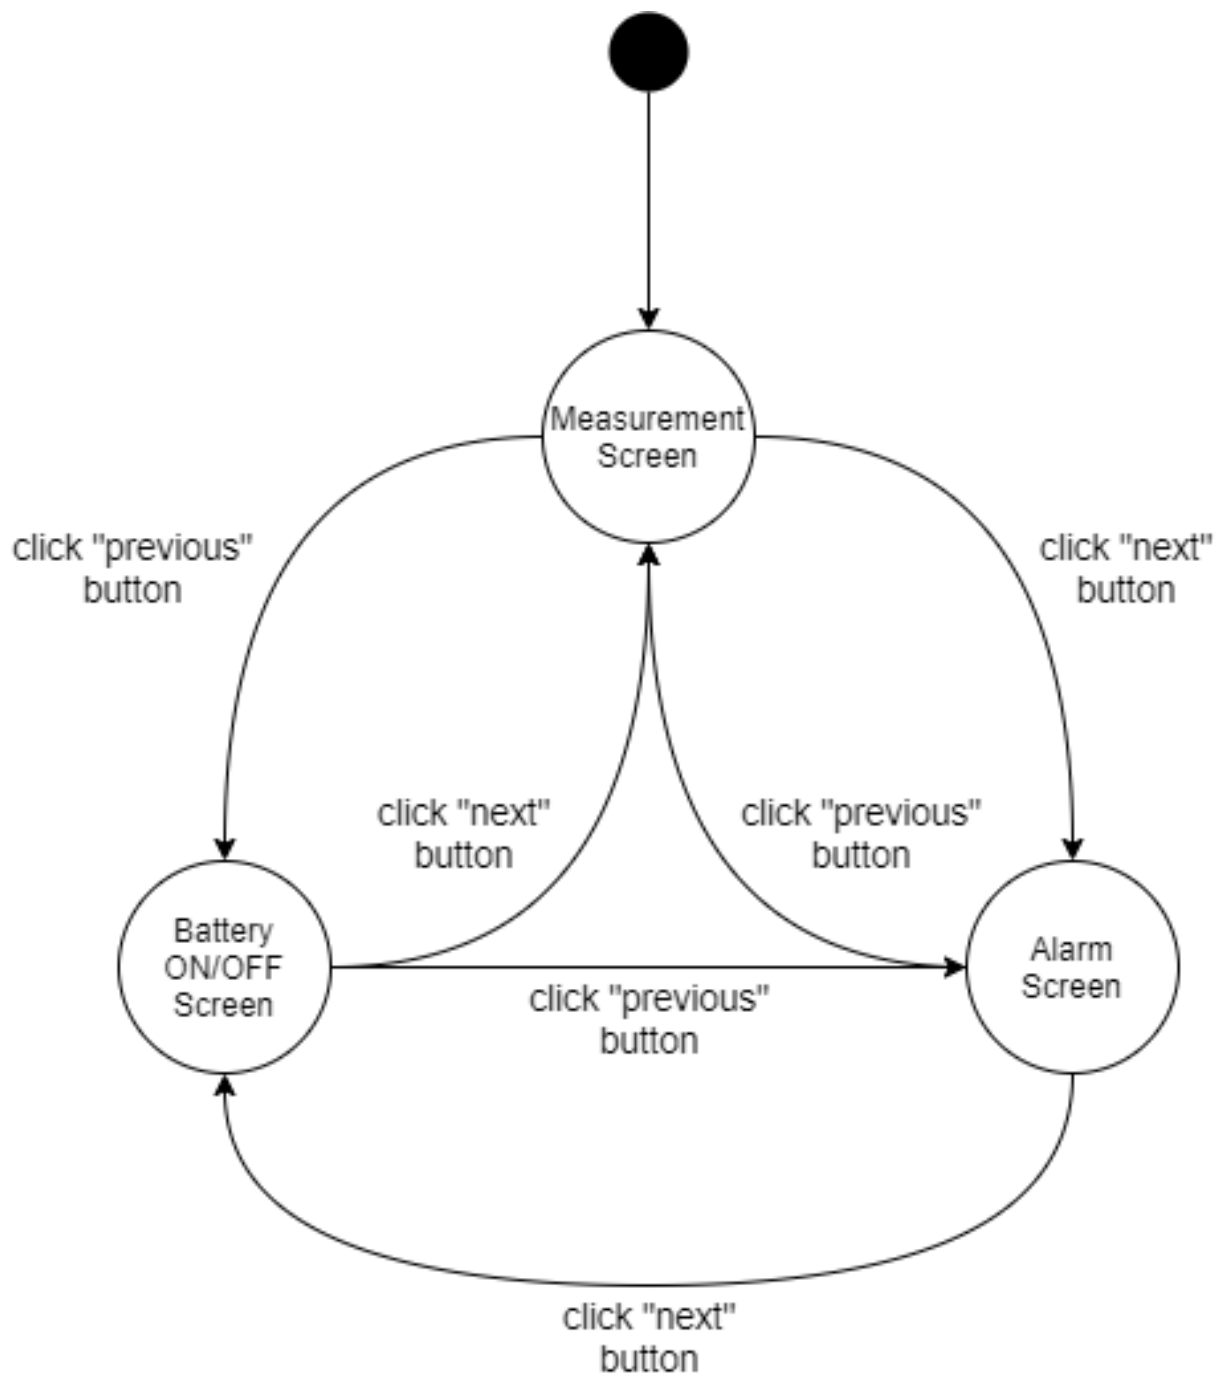 Measurement
Screen
click "previous"
button
click "next"
button
click "next"
button
click "previous"
button
Battery
ON/OFF
Screen
Alarm
Screen
click "previous"
button
click "next"
button